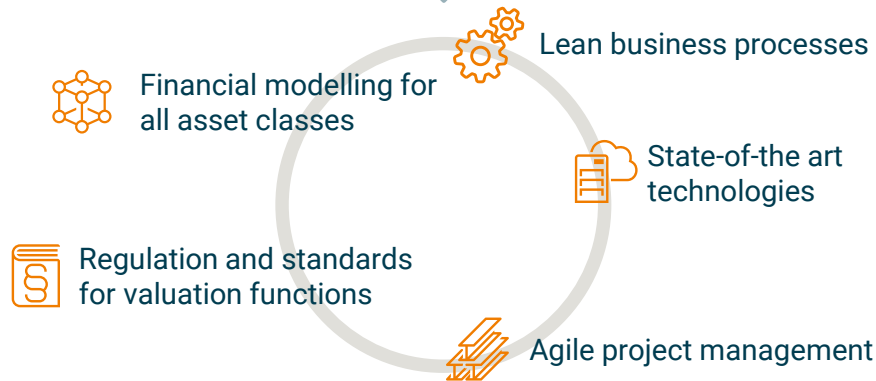 Lean business processes
Financial modelling for
all asset classes
State-of-the art
technologies
Regulation and standards
for valuation functions
§
Agile project management